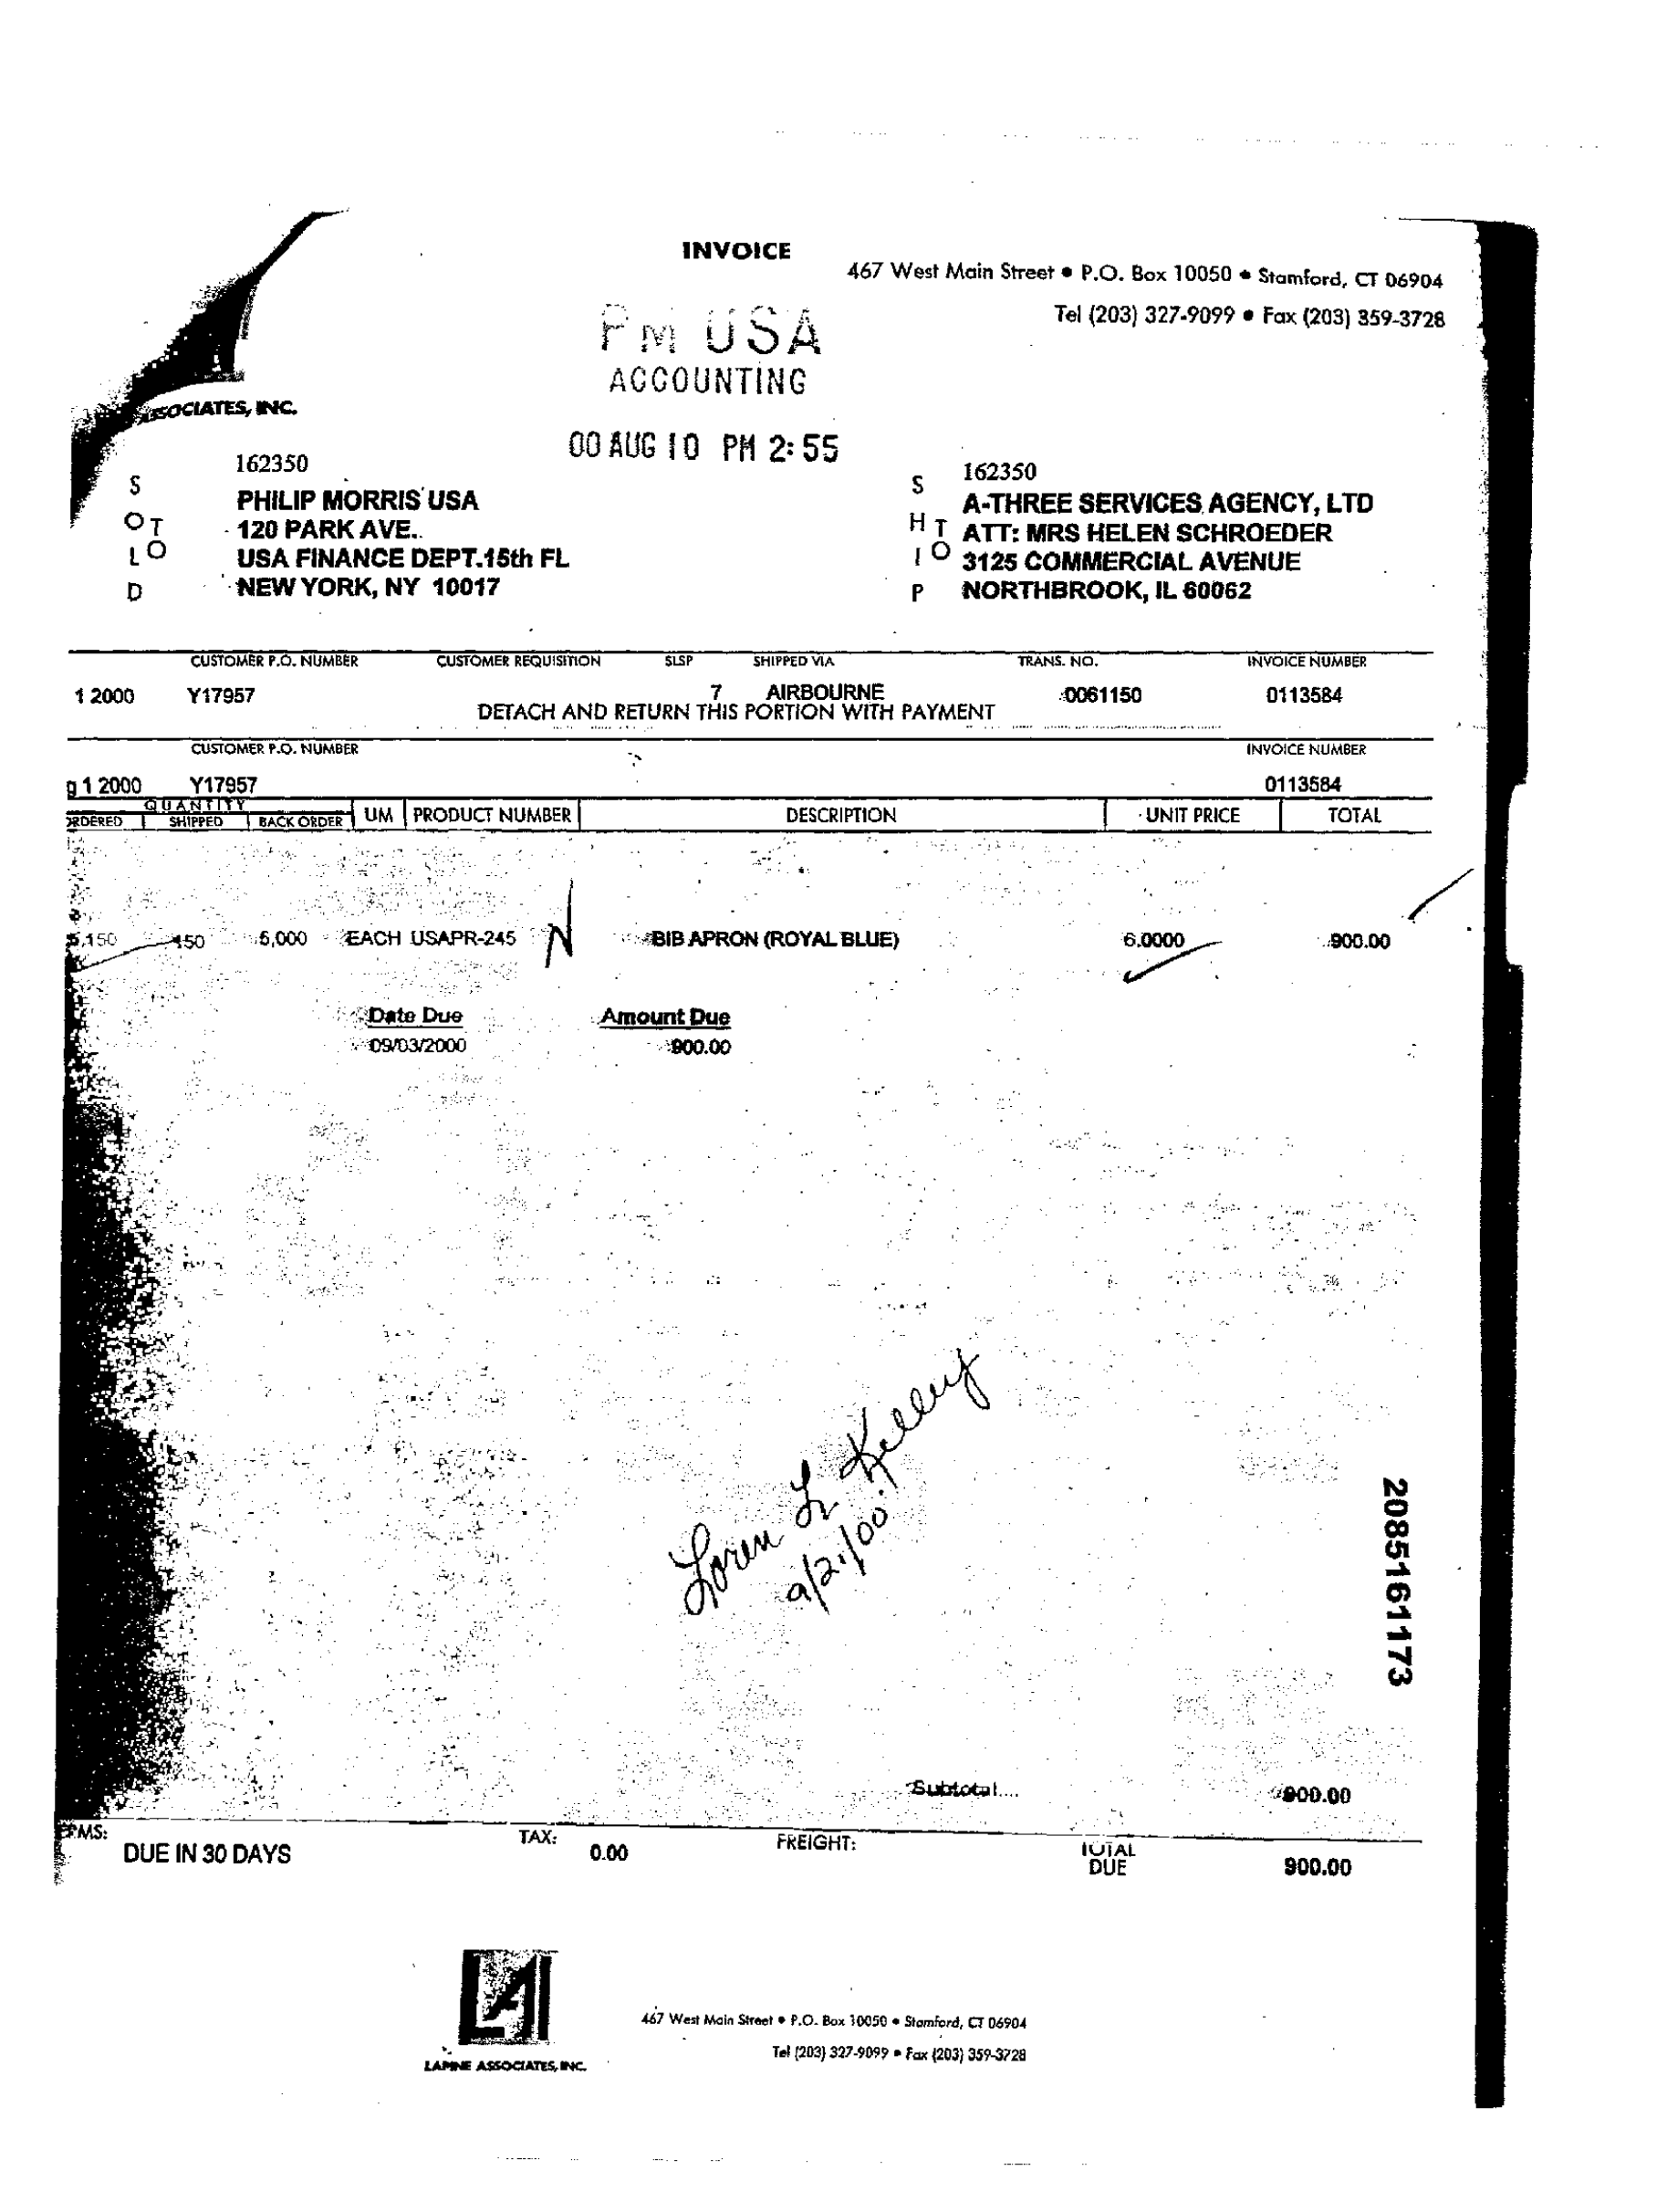 INVOICE
467 West Main Street • P.O. Box 10050 • Stamford, CT 06904
Tel (203) 327-9099 • Fax (203) 359-3728
PM USA
ACCOUNTING
00 AUG 10 PM 2:55
SSOCIATES, INC.
SOLD TO
162350
PHILIP MORRIS USA
120 PARK AVE..
USA FINANCE DEPT.15th FL
NEW YORK, NY 10017
SHIP TO
162350
A-THREE SERVICES AGENCY, LTD
ATT: MRS HELEN SCHROEDER
3125 COMMERCIAL AVENUE
NORTHBROOK, IL 60062
CUSTOMER P.O. NUMBER CUSTOMER REQUISITION SLSP SHIPPED VIA TRANS. NO. INVOICE NUMBER
1 2000 Y17957 7 AIRBOURNE 0061150 0113584
DETACH AND RETURN THIS PORTION WITH PAYMENT
CUSTOMER P.O. NUMBER INVOICE NUMBER
g 1 2000 Y17957 0113584
QUANTITY
RDERED SHIPPED BACK ORDER UM PRODUCT NUMBER DESCRIPTION UNIT PRICE TOTAL
5,150 150 5,000 EACH USAPR-245 N BIB APRON (ROYAL BLUE) 6.0000 900.00
Date Due Amount Due
09/03/2000 900.00
Loren L Kelley
9/21/00
2085161173
Subtotal.... 900.00
RMS: DUE IN 30 DAYS TAX: 0.00 FREIGHT: TOTAL DUE 900.00
LAI
LAPINE ASSOCIATES, INC.
467 West Main Street • P.O. Box 10050 • Stamford, CT 06904
Tel (203) 327-9099 • Fax (203) 359-3728